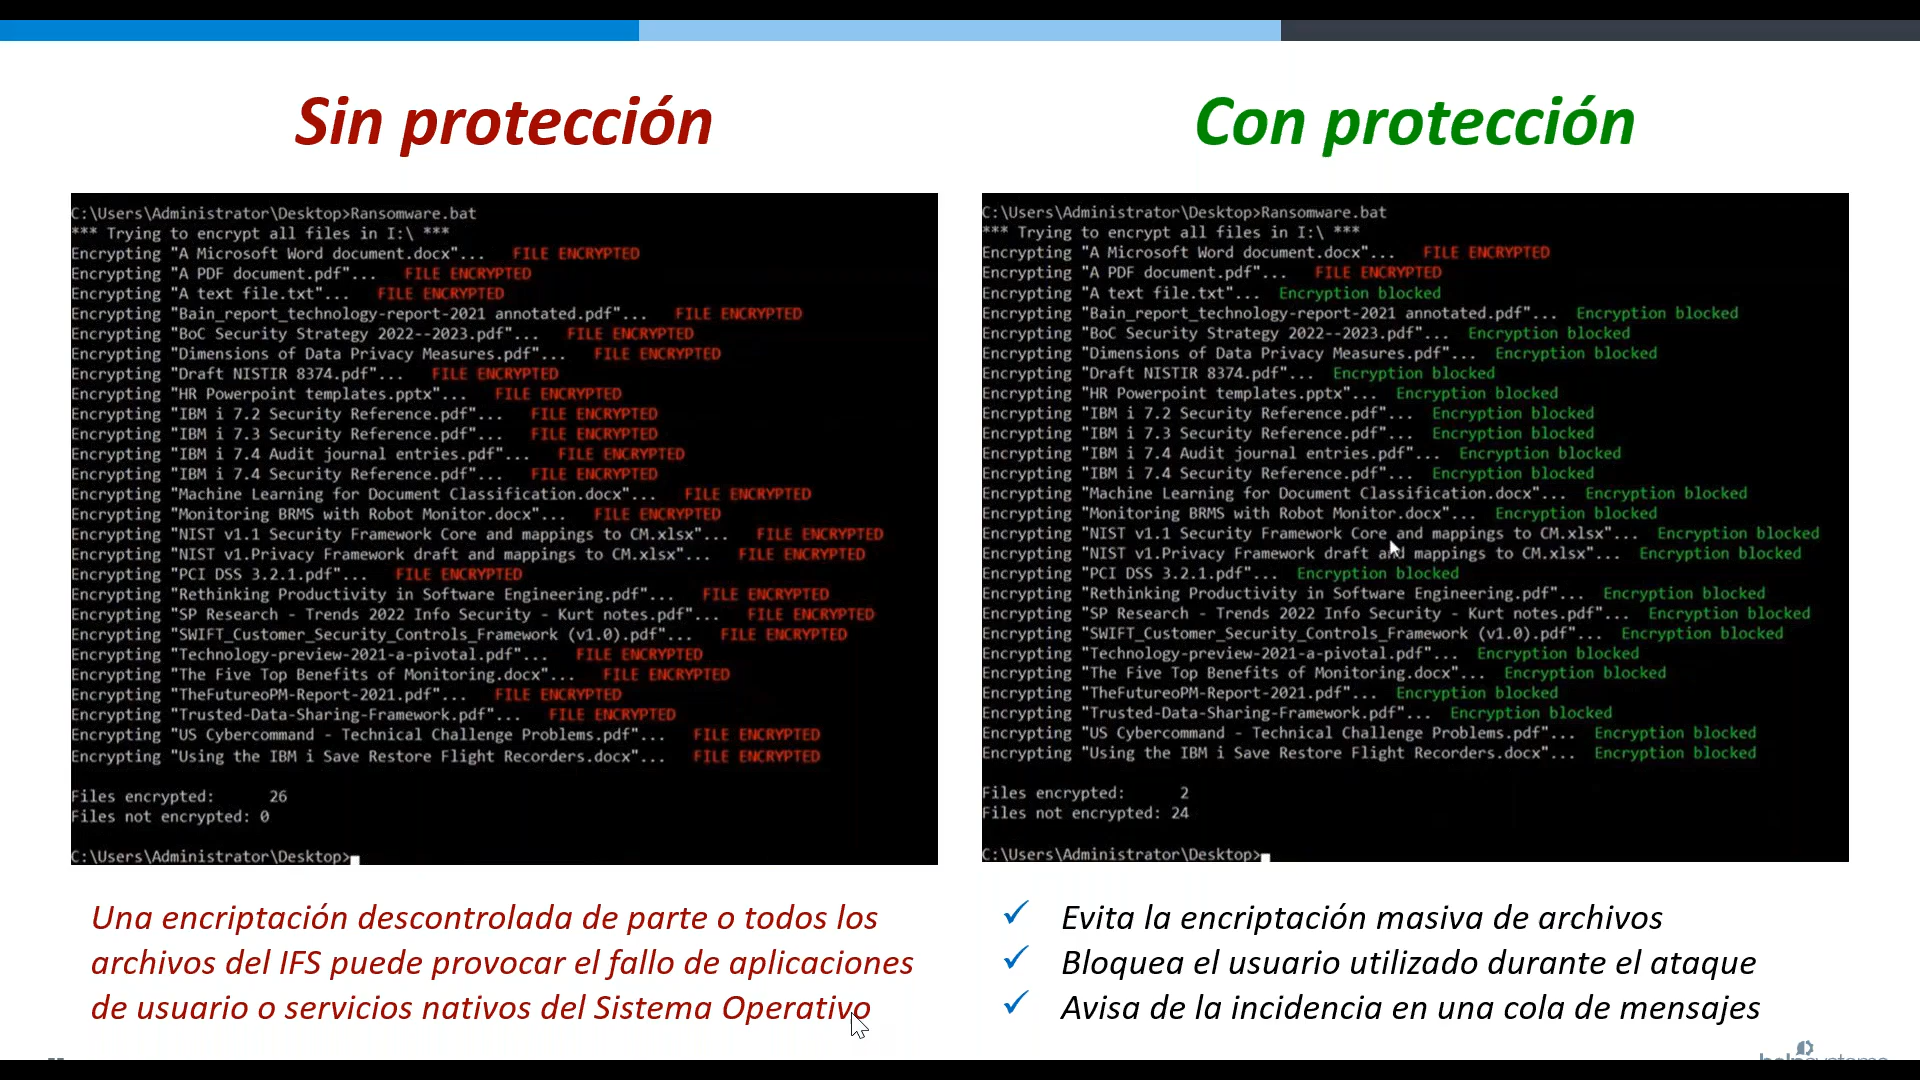 Sin protección
C:\Users\Administrator\Desktop>Ransomware.bat
*** Trying to encrypt all files in I:\ ***
Encrypting "A Microsoft Word document.docx"... FILE ENCRYPTED
Encrypting "A PDF document.pdf"... FILE ENCRYPTED
Encrypting "A text file.txt"... FILE ENCRYPTED
Encrypting "Bain_report_technology-report-2021 annotated.pdf"... FILE ENCRYPTED
Encrypting "BoC Security Strategy 2022--2023.pdf"... FILE ENCRYPTED
Encrypting "Dimensions of Data Privacy Measures.pdf"... FILE ENCRYPTED
Encrypting "Draft NISTIR 8374.pdf"... FILE ENCRYPTED
Encrypting "HR Powerpoint templates.pptx"... FILE ENCRYPTED
Encrypting "IBM i 7.2 Security Reference.pdf"... FILE ENCRYPTED
Encrypting "IBM i 7.3 Security Reference.pdf"... FILE ENCRYPTED
Encrypting "IBM i 7.4 Audit journal entries.pdf"... FILE ENCRYPTED
Encrypting "IBM i 7.4 Security Reference.pdf"... FILE ENCRYPTED
Encrypting "Machine Learning for Document Classification.docx"... FILE ENCRYPTED
Encrypting "Monitoring BRMS with Robot Monitor.docx"... FILE ENCRYPTED
Encrypting "NIST v1.1 Security Framework Core and mappings to CM.xlsx"... FILE ENCRYPTED
Encrypting "NIST v1.Privacy Framework draft and mappings to CM.xlsx"... FILE ENCRYPTED
Encrypting "PCI DSS 3.2.1.pdf"... FILE ENCRYPTED
Encrypting "Rethinking Productivity in Software Engineering.pdf"... FILE ENCRYPTED
Encrypting "SP Research - Trends 2022 Info Security - Kurt notes.pdf"... FILE ENCRYPTED
Encrypting "SWIFT_Customer_Security_Controls_Framework (v1.0).pdf"... FILE ENCRYPTED
Encrypting "Technology-preview-2021-a-pivotal.pdf"... FILE ENCRYPTED
Encrypting "The Five Top Benefits of Monitoring.docx"... FILE ENCRYPTED
Encrypting "TheFutureoPM-Report-2021.pdf"... FILE ENCRYPTED
Encrypting "Trusted-Data-Sharing-Framework.pdf"... FILE ENCRYPTED
Encrypting "US Cybercommand - Technical Challenge Problems.pdf"... FILE ENCRYPTED
Encrypting "Using the IBM i Save Restore Flight Recorders.docx"... FILE ENCRYPTED
Files encrypted: 26
Files not encrypted: 0
C:\Users\Administrator\Desktop>
Una encriptación descontrolada de parte o todos los
archivos del IFS puede provocar el fallo de aplicaciones
de usuario o servicios nativos del Sistema Operativo
Con protección
C:\Users\Administrator\Desktop>Ransomware.bat
*** Trying to encrypt all files in I:\ ***
Encrypting "A Microsoft Word document.docx"... FILE ENCRYPTED
Encrypting "A PDF document.pdf"... FILE ENCRYPTED
Encrypting "A text file.txt"... Encryption blocked
Encrypting "Bain_report_technology-report-2021 annotated.pdf"... Encryption blocked
Encrypting "BoC Security Strategy 2022--2023.pdf"... Encryption blocked
Encrypting "Dimensions of Data Privacy Measures.pdf"... Encryption blocked
Encrypting "Draft NISTIR 8374.pdf"... Encryption blocked
Encrypting "HR Powerpoint templates.pptx"... Encryption blocked
Encrypting "IBM i 7.2 Security Reference.pdf"... Encryption blocked
Encrypting "IBM i 7.3 Security Reference.pdf"... Encryption blocked
Encrypting "IBM i 7.4 Audit journal entries.pdf"... Encryption blocked
Encrypting "IBM i 7.4 Security Reference.pdf"... Encryption blocked
Encrypting "Machine Learning for Document Classification.docx"... Encryption blocked
Encrypting "Monitoring BRMS with Robot Monitor.docx"... Encryption blocked
Encrypting "NIST v1.1 Security Framework Core and mappings to CM.xlsx"... Encryption blocked
Encrypting "NIST v1.Privacy Framework draft and mappings to CM.xlsx"... Encryption blocked
Encrypting "PCI DSS 3.2.1.pdf"... Encryption blocked
Encrypting "Rethinking Productivity in Software Engineering.pdf"... Encryption blocked
Encrypting "SP Research - Trends 2022 Info Security - Kurt notes.pdf"... Encryption blocked
Encrypting "SWIFT_Customer_Security_Controls_Framework (v1.0).pdf"... Encryption blocked
Encrypting "Technology-preview-2021-a-pivotal.pdf"... Encryption blocked
Encrypting "The Five Top Benefits of Monitoring.docx"... Encryption blocked
Encrypting "TheFutureoPM-Report-2021.pdf"... Encryption blocked
Encrypting "Trusted-Data-Sharing-Framework.pdf"... Encryption blocked
Encrypting "US Cybercommand - Technical Challenge Problems.pdf"... Encryption blocked
Encrypting "Using the IBM i Save Restore Flight Recorders.docx"... Encryption blocked
Files encrypted: 2
Files not encrypted: 24
C:\Users\Administrator\Desktop>
✓ Evita la encriptación masiva de archivos
✓ Bloquea el usuario utilizado durante el ataque
✓ Avisa de la incidencia en una cola de mensajes